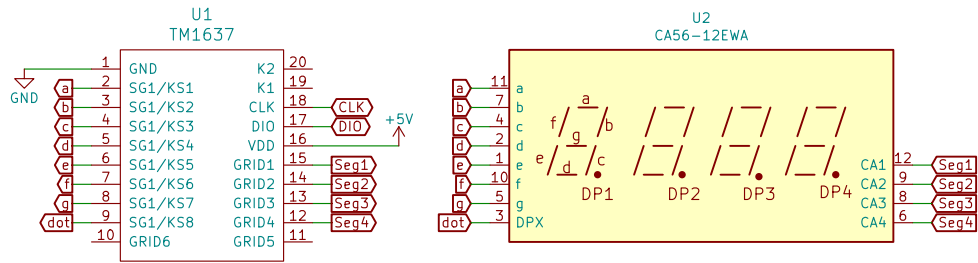 U1
TM1637
GND
1 GND K2 20
a 2 SG1/KS1 K1 19
b 3 SG1/KS2 CLK 18 CLK
c 4 SG1/KS3 DIO 17 DIO
d 5 SG1/KS4 VDD 16 +5V
e 6 SG1/KS5 GRID1 15 Seg1
f 7 SG1/KS6 GRID2 14 Seg2
g 8 SG1/KS7 GRID3 13 Seg3
dot 9 SG1/KS8 GRID4 12 Seg4
10 GRID6 GRID5 11
U2
CA56-12EWA
a 11 a
b 7 b
c 4 c
d 2 d
e 1 e
f 10 f
g 5 g
dot 3 DPX
a
f b
g
e c
d
DP1 DP2 DP3 DP4
CA1 12 Seg1
CA2 9 Seg2
CA3 8 Seg3
CA4 6 Seg4